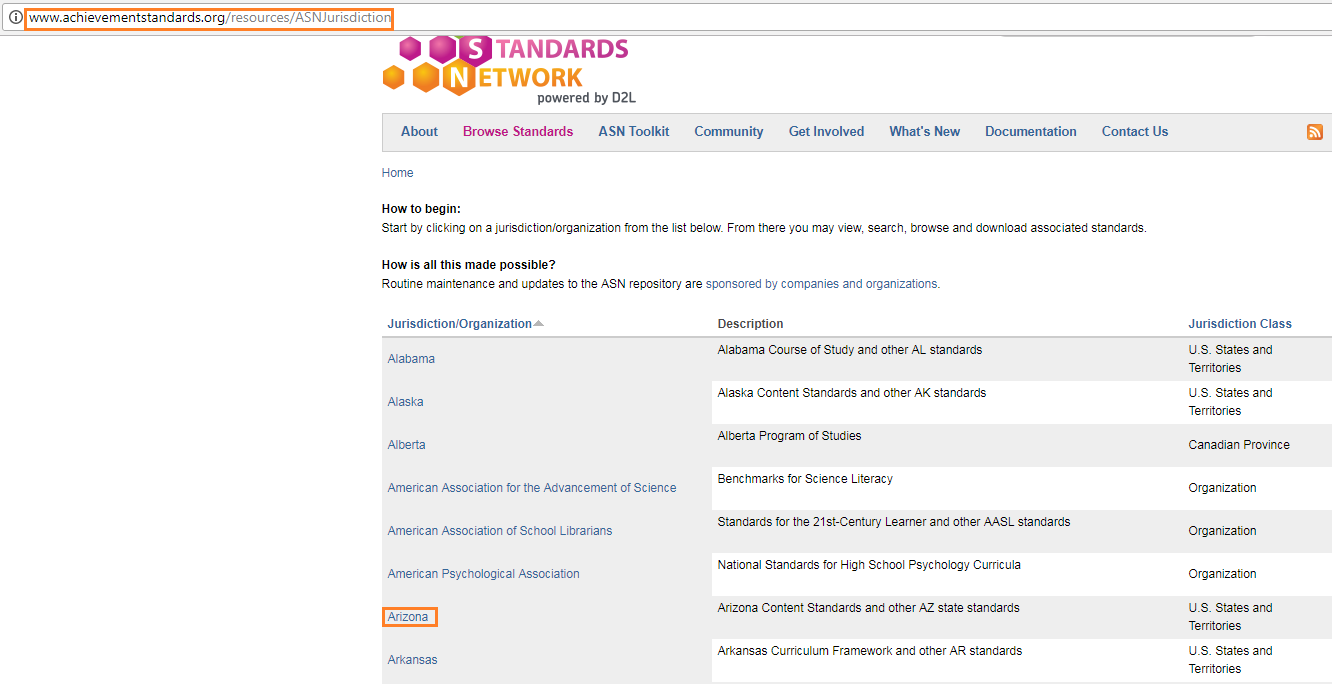 www.achievementstandards.org/resources/ASNJurisdiction
STANDARDS
NETWORK
powered by D2L
About Browse Standards ASN Toolkit Community Get Involved What's New Documentation Contact Us
Home
How to begin:
Start by clicking on a jurisdiction/organization from the list below. From there you may view, search, browse and download associated standards.
How is all this made possible?
Routine maintenance and updates to the ASN repository are sponsored by companies and organizations.
Jurisdiction/Organization Description Jurisdiction Class
Alabama Alabama Course of Study and other AL standards U.S. States and
Territories
Alaska Alaska Content Standards and other AK standards U.S. States and
Territories
Alberta Alberta Program of Studies Canadian Province
American Association for the Advancement of Science Benchmarks for Science Literacy Organization
American Association of School Librarians Standards for the 21st-Century Learner and other AASL standards Organization
American Psychological Association National Standards for High School Psychology Curricula Organization
Arizona Arizona Content Standards and other AZ state standards U.S. States and
Territories
Arkansas Arkansas Curriculum Framework and other AR standards U.S. States and
Territories